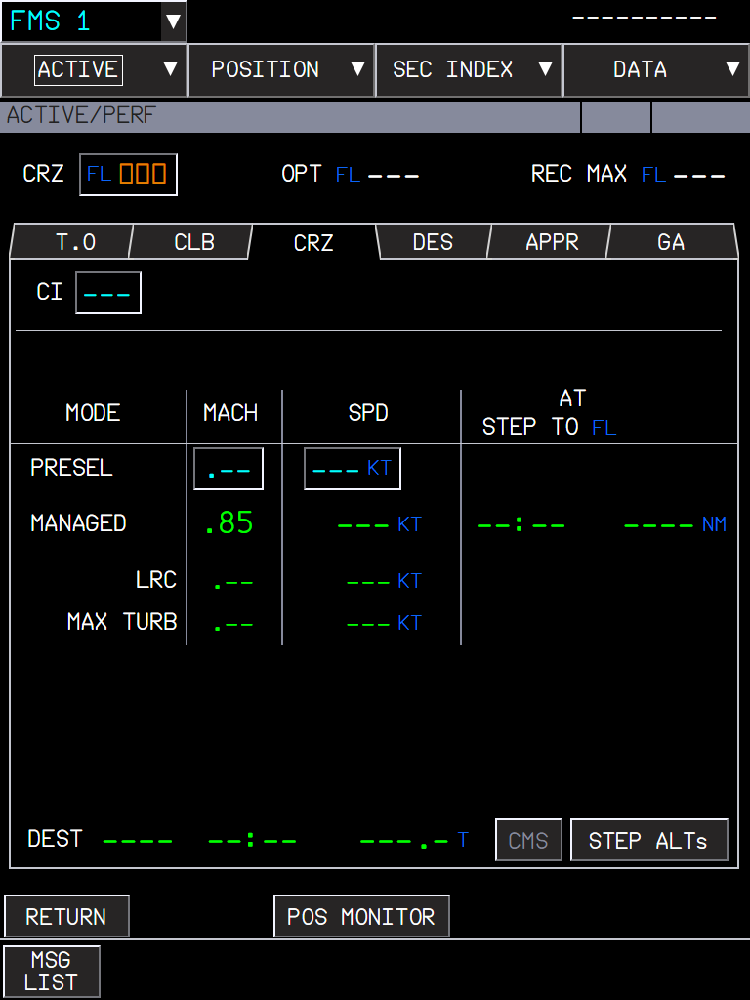 FMS 1 ▼ ----------
ACTIVE ▼ POSITION ▼ SEC INDEX ▼ DATA ▼
ACTIVE/PERF
CRZ FL ▯▯▯ OPT FL --- REC MAX FL ---
T.O CLB CRZ DES APPR GA
CI ---
AT
MODE MACH SPD STEP TO FL
PRESEL .-- --- KT
MANAGED .85 --- KT --:-- ---- NM
LRC .-- --- KT
MAX TURB .-- --- KT
DEST ---- --:-- ---.- T CMS STEP ALTs
RETURN POS MONITOR
MSG
LIST